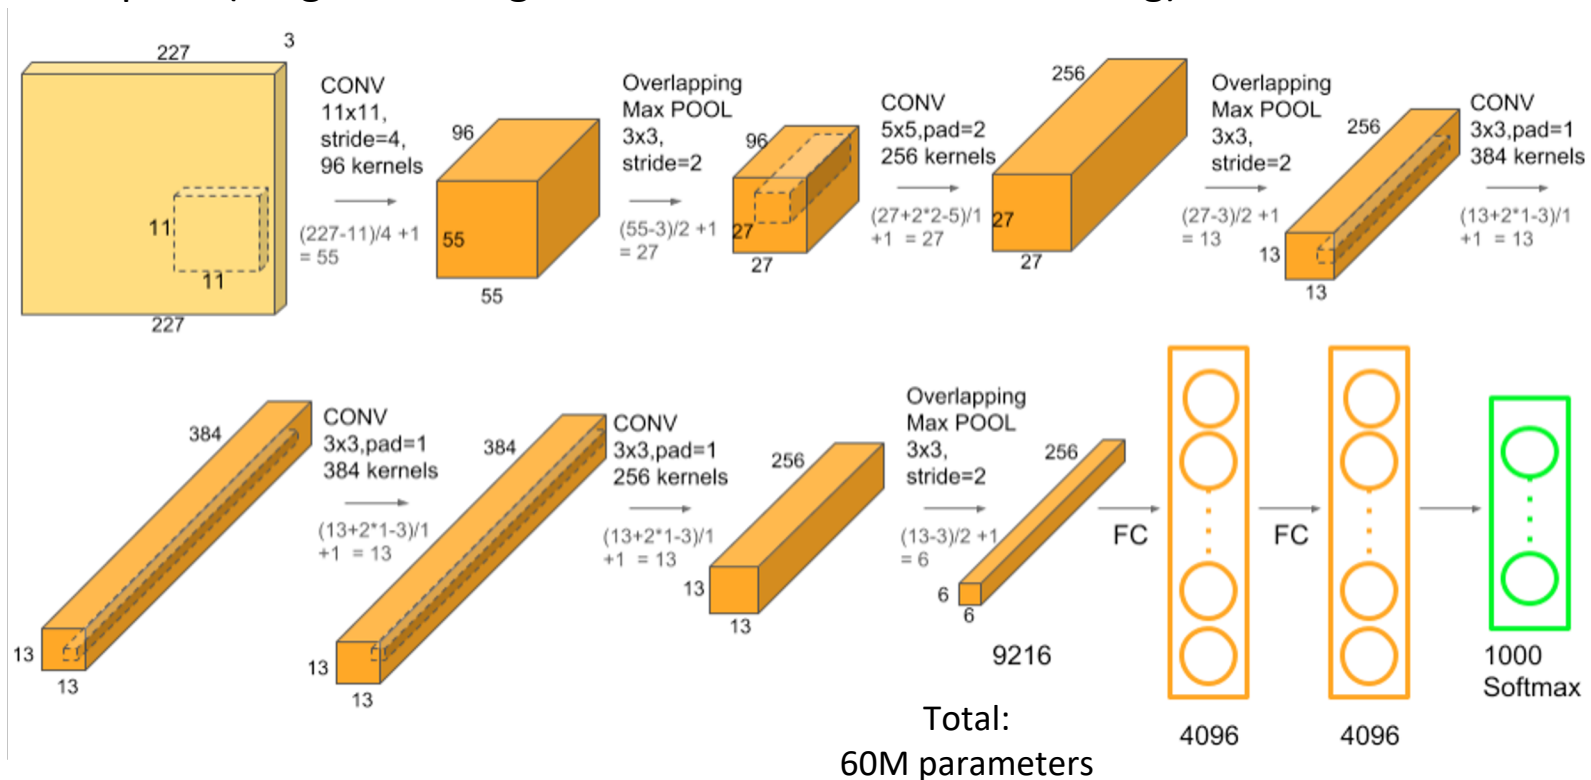 227
3
CONV
11x11,
stride=4,
96 kernels
(227-11)/4 +1
= 55
11
11
227
96
55
55
Overlapping
Max POOL
3x3,
stride=2
(55-3)/2 +1
= 27
96
27
27
CONV
5x5,pad=2
256 kernels
(27+2*2-5)/1
+1 = 27
256
27
27
Overlapping
Max POOL
3x3,
stride=2
(27-3)/2 +1
= 13
256
13
13
CONV
3x3,pad=1
384 kernels
(13+2*1-3)/1
+1 = 13
384
13
13
CONV
3x3,pad=1
384 kernels
(13+2*1-3)/1
+1 = 13
384
13
13
CONV
3x3,pad=1
256 kernels
(13+2*1-3)/1
+1 = 13
256
13
13
Overlapping
Max POOL
3x3,
stride=2
(13-3)/2 +1
= 6
256
6
6
9216
FC
4096
FC
4096
1000
Softmax
Total:
60M parameters